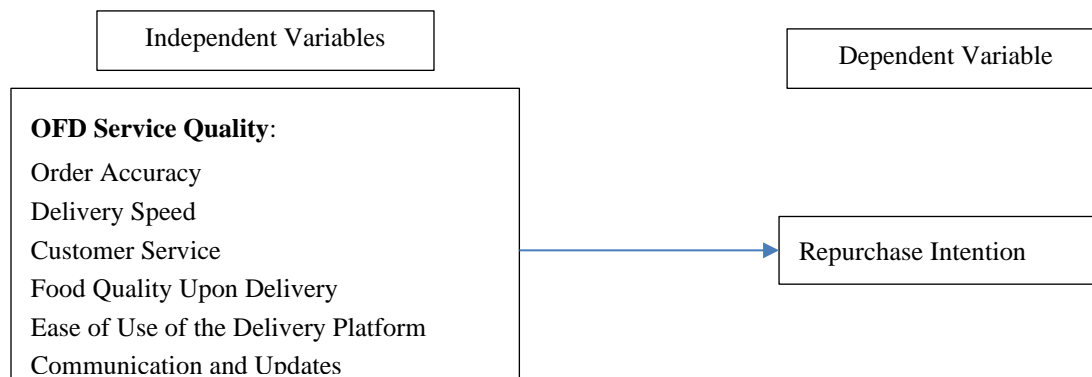 Independent Variables
Dependent Variable
OFD Service Quality:
Order Accuracy
Delivery Speed
Customer Service
Food Quality Upon Delivery
Ease of Use of the Delivery Platform
Communication and Updates
Repurchase Intention